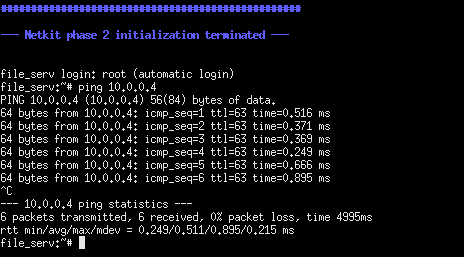 ##################################################
--- Netkit phase 2 initialization terminated ---
file_serv login: root (automatic login)
file_serv:~# ping 10.0.0.4
PING 10.0.0.4 (10.0.0.4) 56(84) bytes of data.
64 bytes from 10.0.0.4: icmp_seq=1 ttl=63 time=0.516 ms
64 bytes from 10.0.0.4: icmp_seq=2 ttl=63 time=0.371 ms
64 bytes from 10.0.0.4: icmp_seq=3 ttl=63 time=0.369 ms
64 bytes from 10.0.0.4: icmp_seq=4 ttl=63 time=0.249 ms
64 bytes from 10.0.0.4: icmp_seq=5 ttl=63 time=0.666 ms
64 bytes from 10.0.0.4: icmp_seq=6 ttl=63 time=0.895 ms
^C
--- 10.0.0.4 ping statistics ---
6 packets transmitted, 6 received, 0% packet loss, time 4995ms
rtt min/avg/max/mdev = 0.249/0.511/0.895/0.215 ms
file_serv:~#